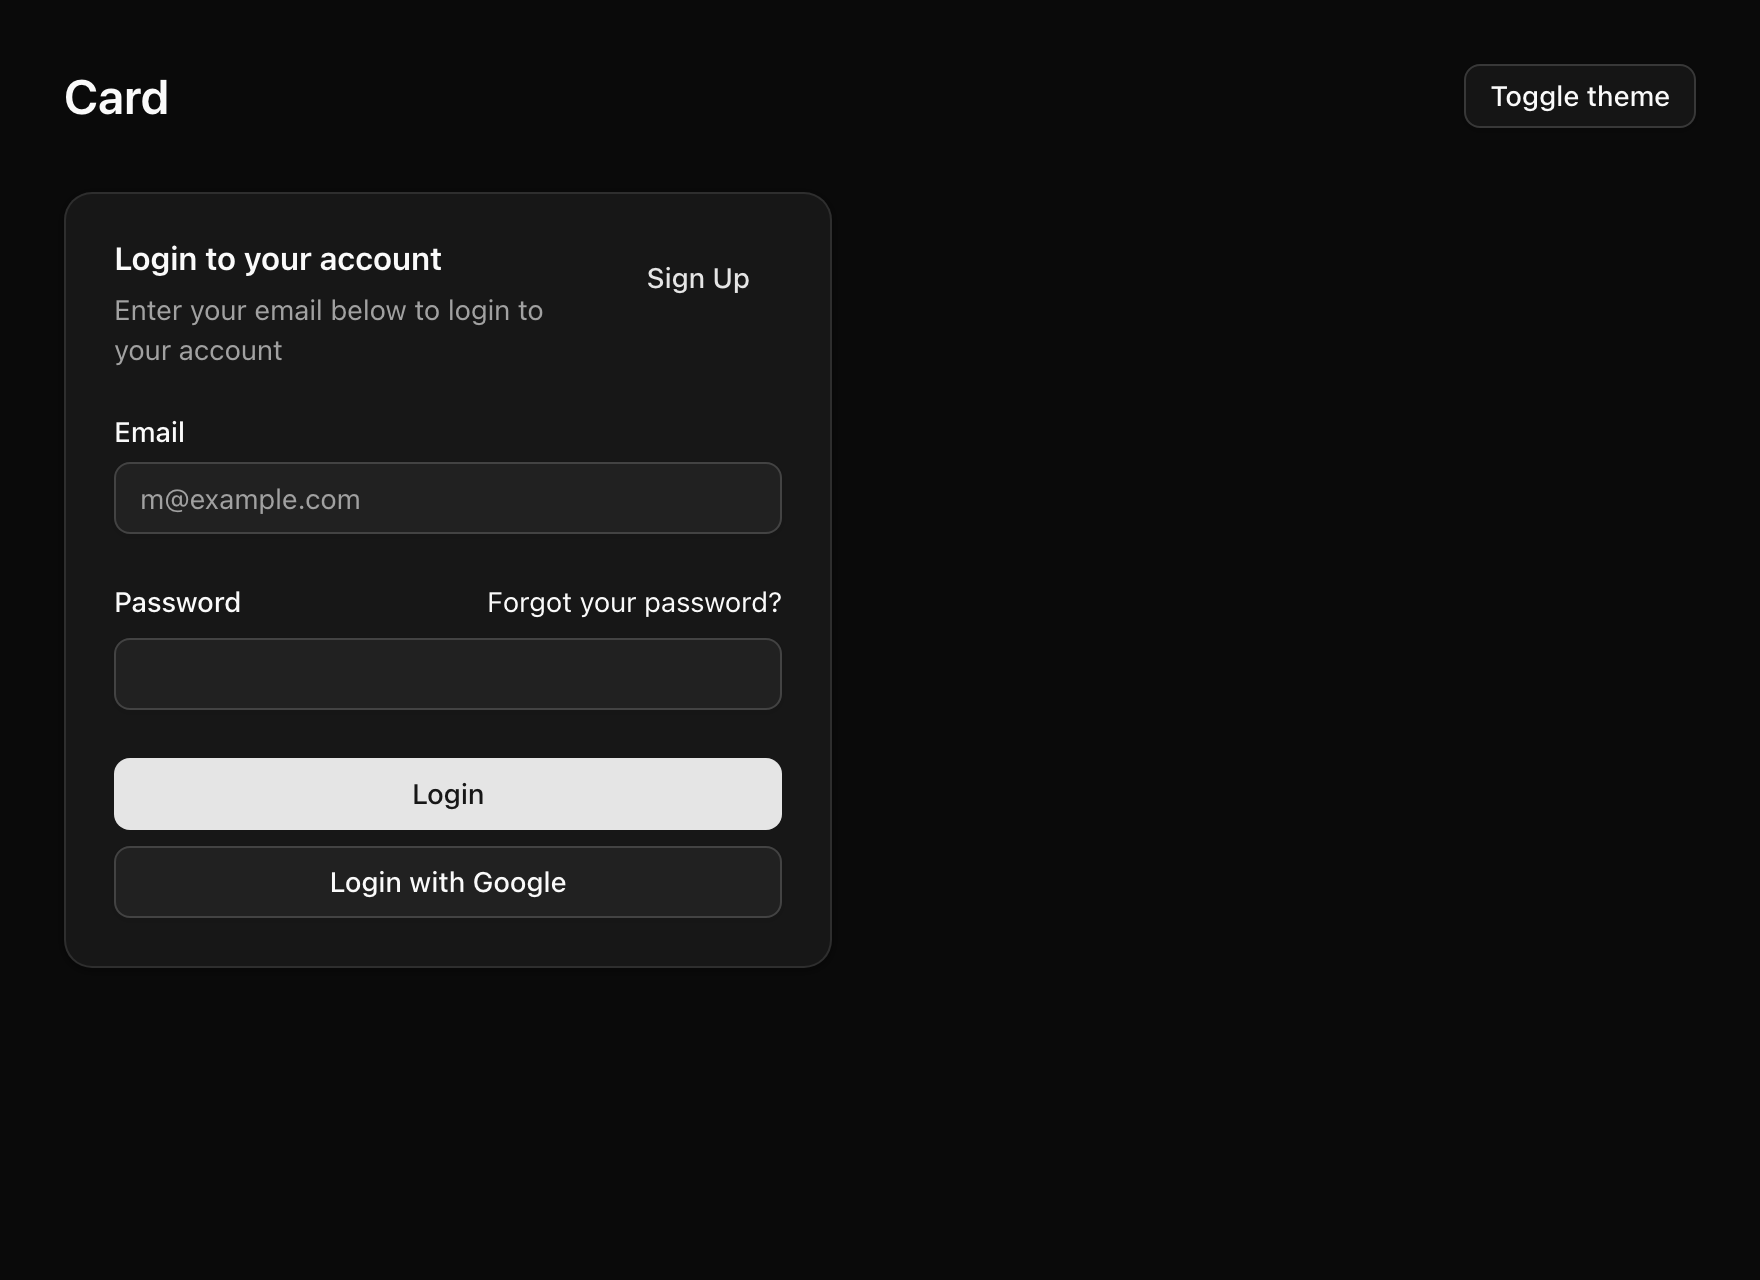 Card
Toggle theme
Login to your account
Sign Up
Enter your email below to login to
your account
Email
m@example.com
Password
Forgot your password?
Login
Login with Google